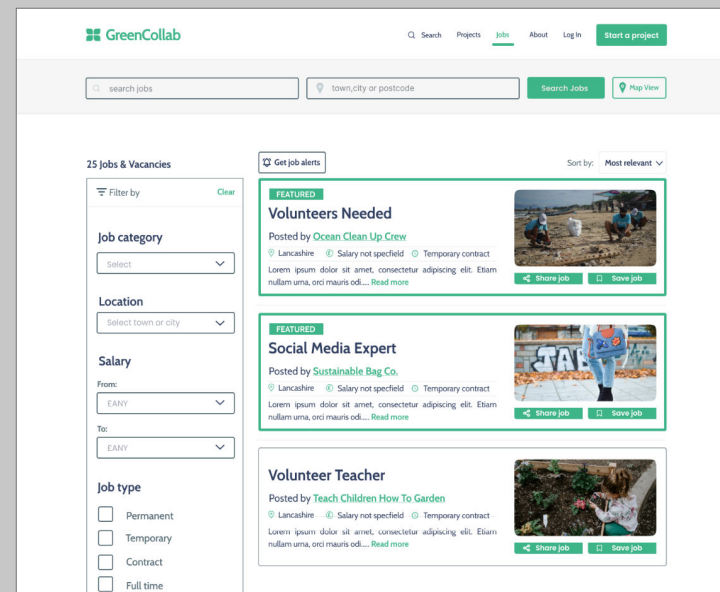 GreenCollab
Search Projects Jobs About Log In Start a project
search jobs
town,city or postcode
Search Jobs
Map View
25 Jobs & Vacancies
Get job alerts
Sort by: Most relevant
Filter by Clear
Job category
Select
Location
Select town or city
Salary
From:
EANY
To:
EANY
Job type
Permanent
Temporary
Contract
Full time
FEATURED
Volunteers Needed
Posted by Ocean Clean Up Crew
Lancashire Salary not specfield Temporary contract
Lorem ipsum dolor sit amet, consectetur adipiscing elit. Etiam
nullam urna, orci mauris odi.... Read more
Share job Save job
FEATURED
Social Media Expert
Posted by Sustainable Bag Co.
Lancashire Salary not specfield Temporary contract
Lorem ipsum dolor sit amet, consectetur adipiscing elit. Etiam
nullam urna, orci mauris odi.... Read more
Share job Save job
Volunteer Teacher
Posted by Teach Children How To Garden
Lancashire Salary not specfield Temporary contract
Lorem ipsum dolor sit amet, consectetur adipiscing elit. Etiam
nullam urna, orci mauris odi.... Read more
Share job Save job